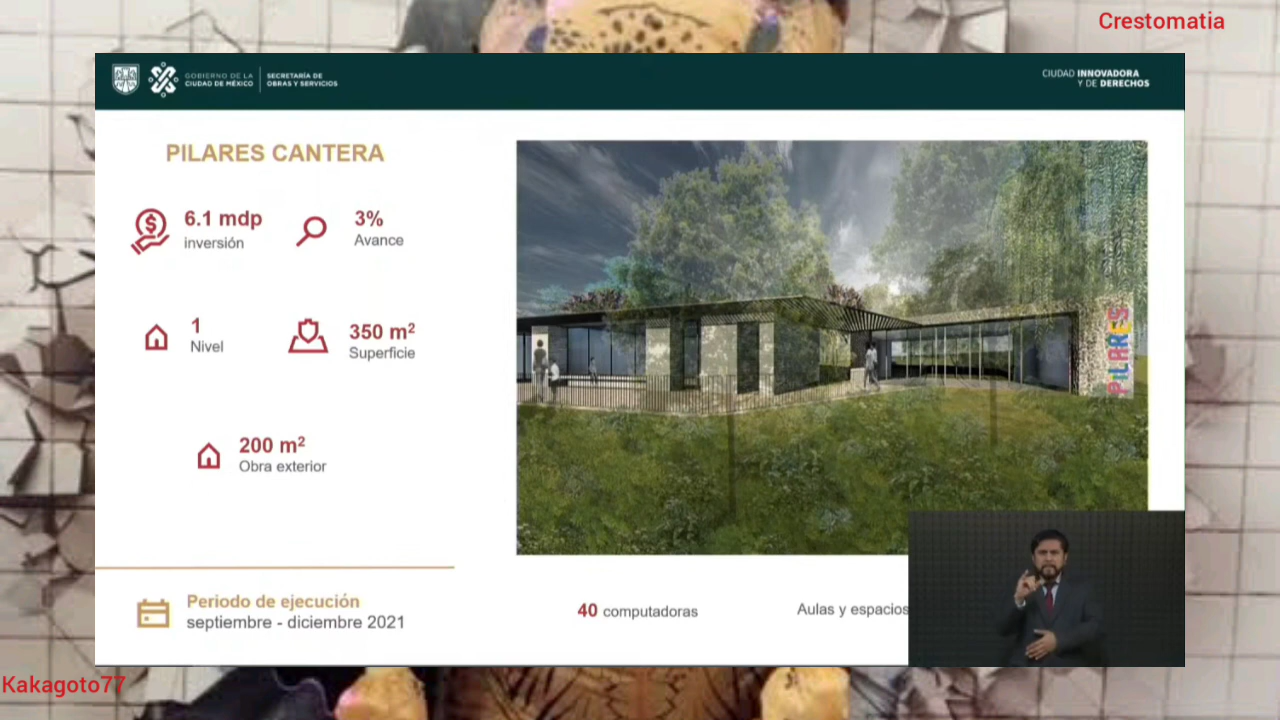 Crestomatia
GOBIERNO DE LA
CIUDAD DE MÉXICO
SECRETARÍA DE
OBRAS Y SERVICIOS
CIUDAD INNOVADORA
Y DE DERECHOS
PILARES CANTERA
6.1 mdp
inversión
3%
Avance
1
Nivel
350 m²
Superficie
200 m²
Obra exterior
PILARES
Periodo de ejecución
septiembre - diciembre 2021
40 computadoras
Aulas y espacios
Kakagoto77